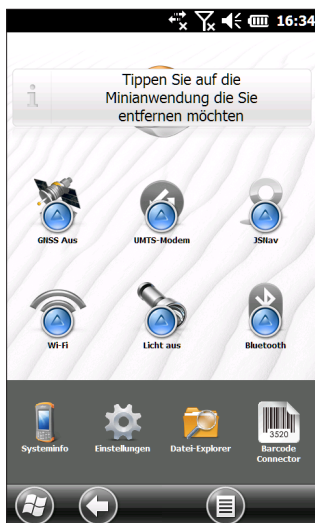 16:34
Tippen Sie auf die
Minianwendung die Sie
entfernen möchten
GNSS Aus
UMTS-Modem
JSNav
Wi-Fi
Licht aus
Bluetooth
3520
Systeminfo
Einstellungen
Datei-Explorer
Barcode
Connector